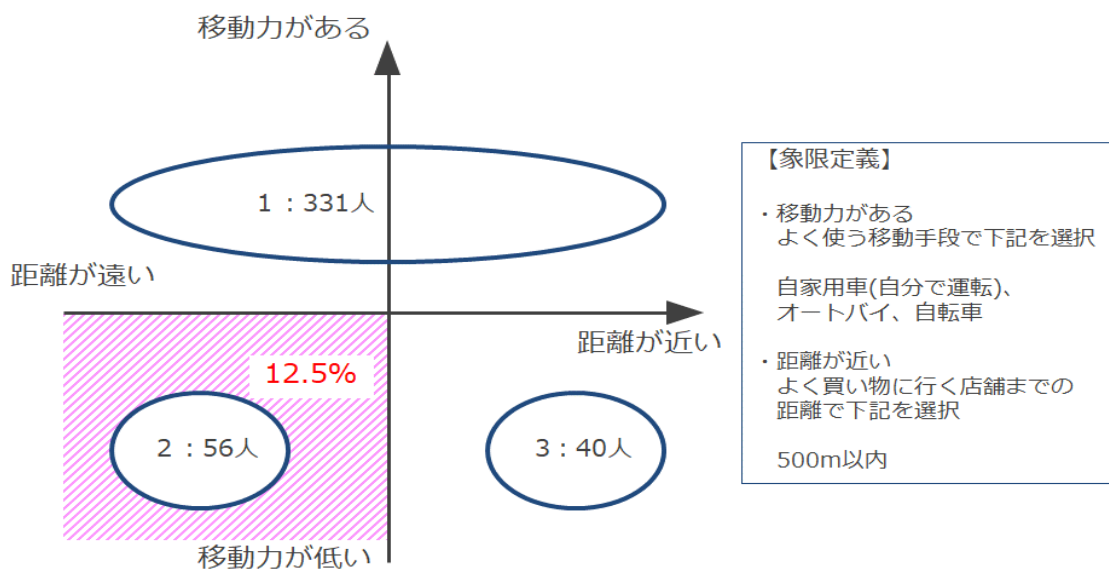 移動力がある
1：331人
距離が遠い
距離が近い
12.5%
2：56人
3：40人
移動力が低い
【象限定義】
・移動力がある
よく使う移動手段で下記を選択
自家用車(自分で運転)、
オートバイ、自転車
・距離が近い
よく買い物に行く店舗までの
距離で下記を選択
500m以内